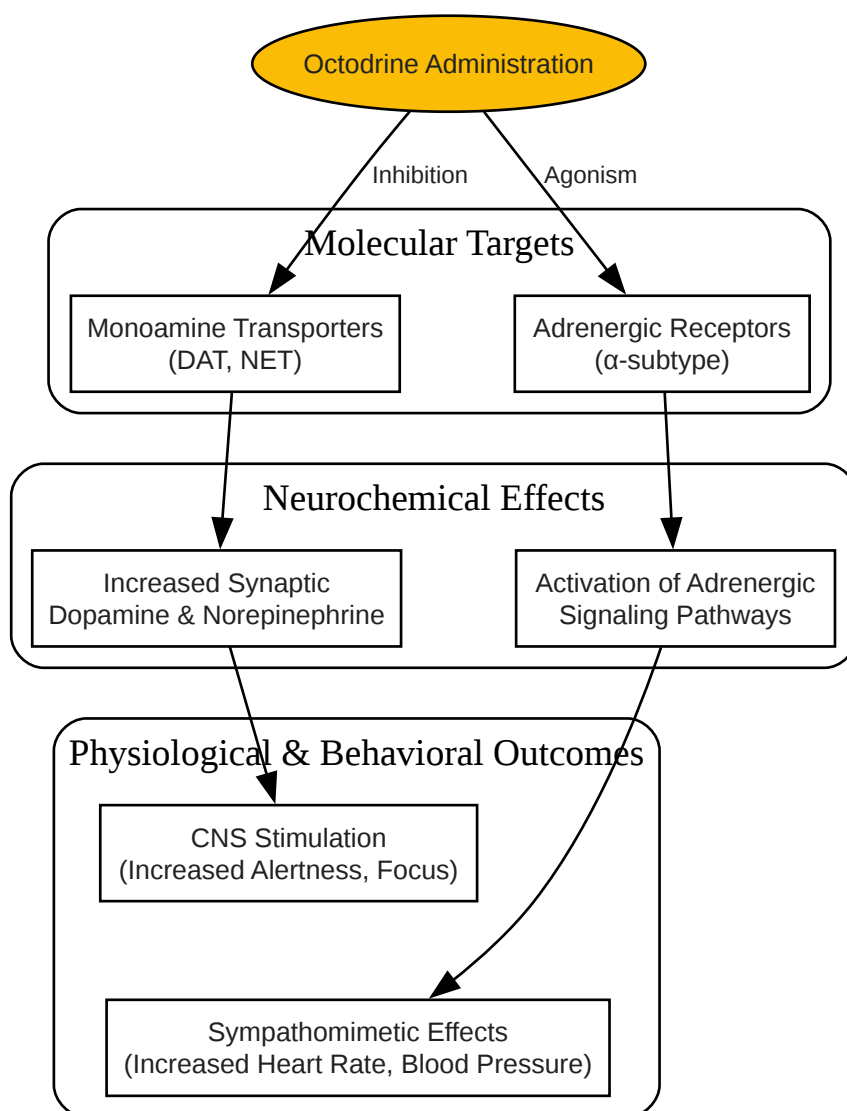 Octodrine Administration
Inhibition
Agonism
Molecular Targets
Monoamine Transporters
(DAT, NET)
Adrenergic Receptors
(α-subtype)
Neurochemical Effects
Increased Synaptic
Dopamine & Norepinephrine
Activation of Adrenergic
Signaling Pathways
Physiological & Behavioral Outcomes
CNS Stimulation
(Increased Alertness, Focus)
Sympathomimetic Effects
(Increased Heart Rate, Blood Pressure)